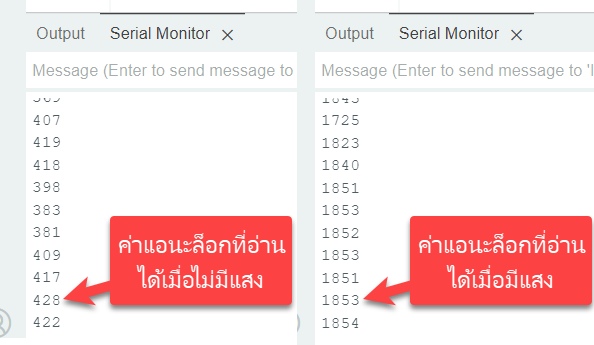 Output Serial Monitor
Message (Enter to send message to
407
419
418
398
383
381
409
417
428
422
ค่าแอนะล็อกที่อ่าน
ได้เมื่อไม่มีแสง
Output Serial Monitor
Message (Enter to send message to 'I
1725
1823
1840
1851
1853
1852
1853
1851
1853
1854
ค่าแอนะล็อกที่อ่าน
ได้เมื่อมีแสง